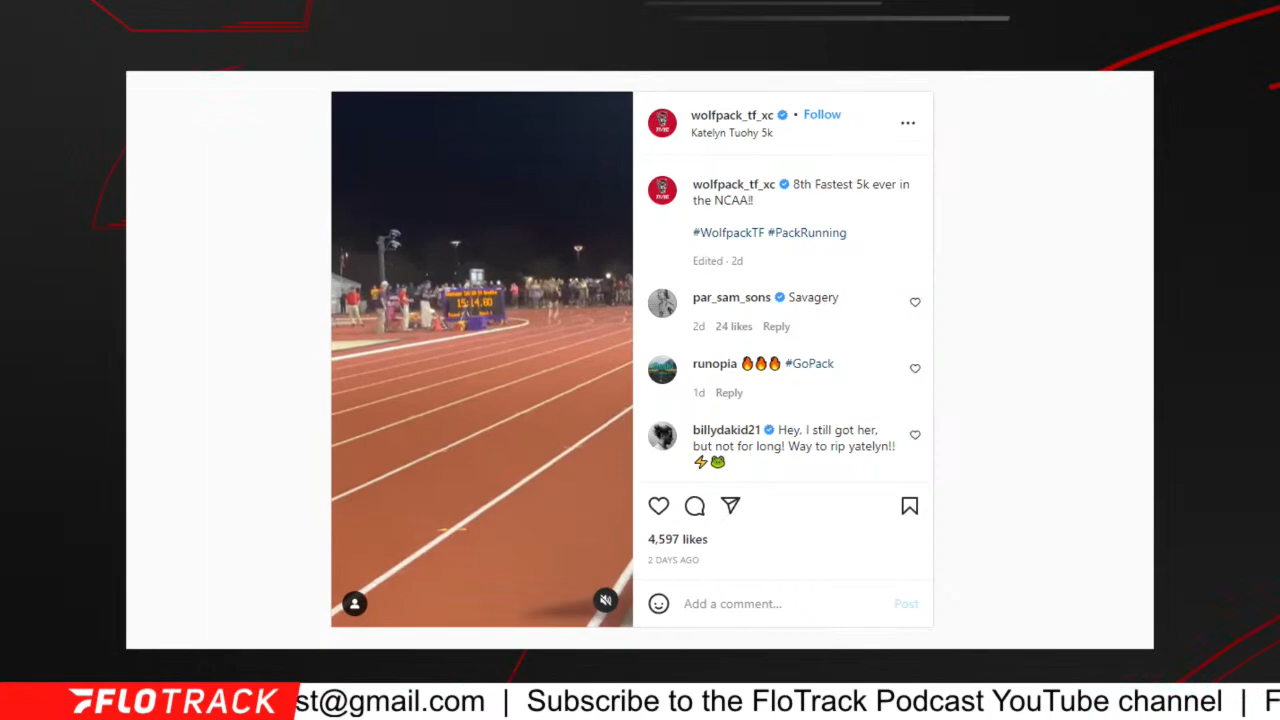 wolfpack_tf_xc • Follow
Katelyn Tuohy 5k
wolfpack_tf_xc 8th Fastest 5k ever in
the NCAA!!
#WolfpackTF #PackRunning
Edited · 2d
par_sam_sons Savagery
2d 24 likes Reply
runopia 🔥🔥🔥 #GoPack
1d Reply
billydakid21 Hey, I still got her,
but not for long! Way to rip yatelyn!!
⚡🐸
4,597 likes
2 DAYS AGO
Add a comment... Post
15:14.80
FLOTRACK st@gmail.com | Subscribe to the FloTrack Podcast YouTube channel | F